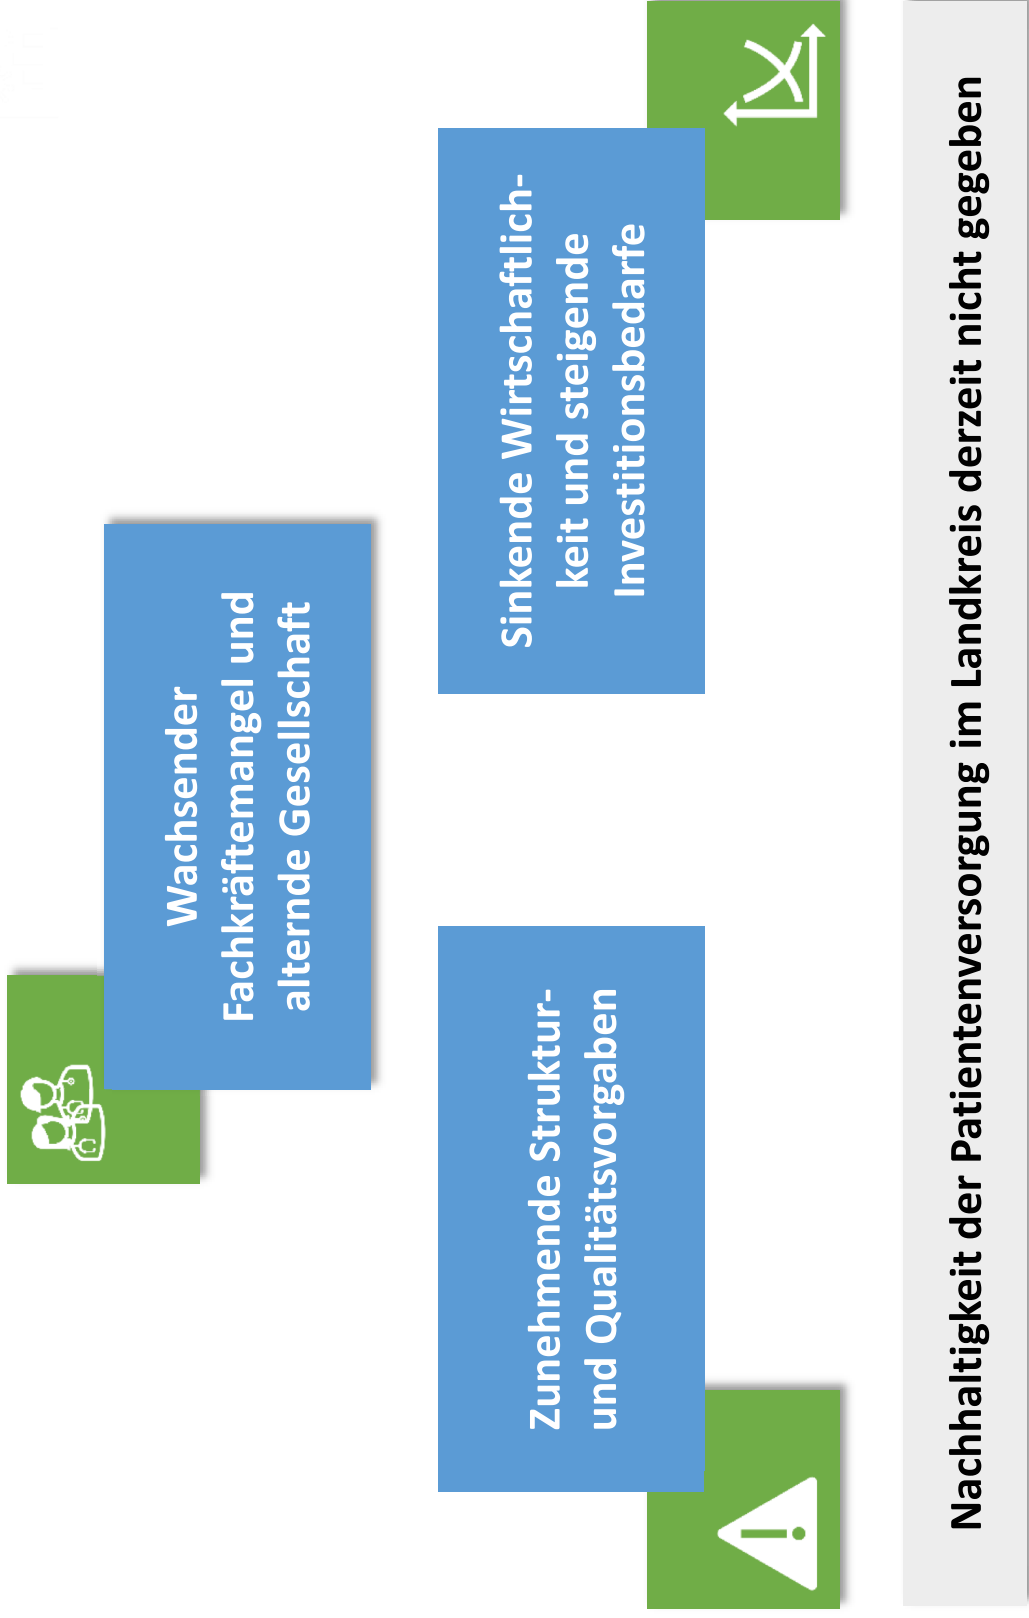 Wachsender
Fachkräftemangel und
alternde Gesellschaft
Zunehmende Struktur-
und Qualitätsvorgaben
Sinkende Wirtschaftlich-
keit und steigende
Investitionsbedarfe
Nachhaltigkeit der Patientenversorgung im Landkreis derzeit nicht gegeben